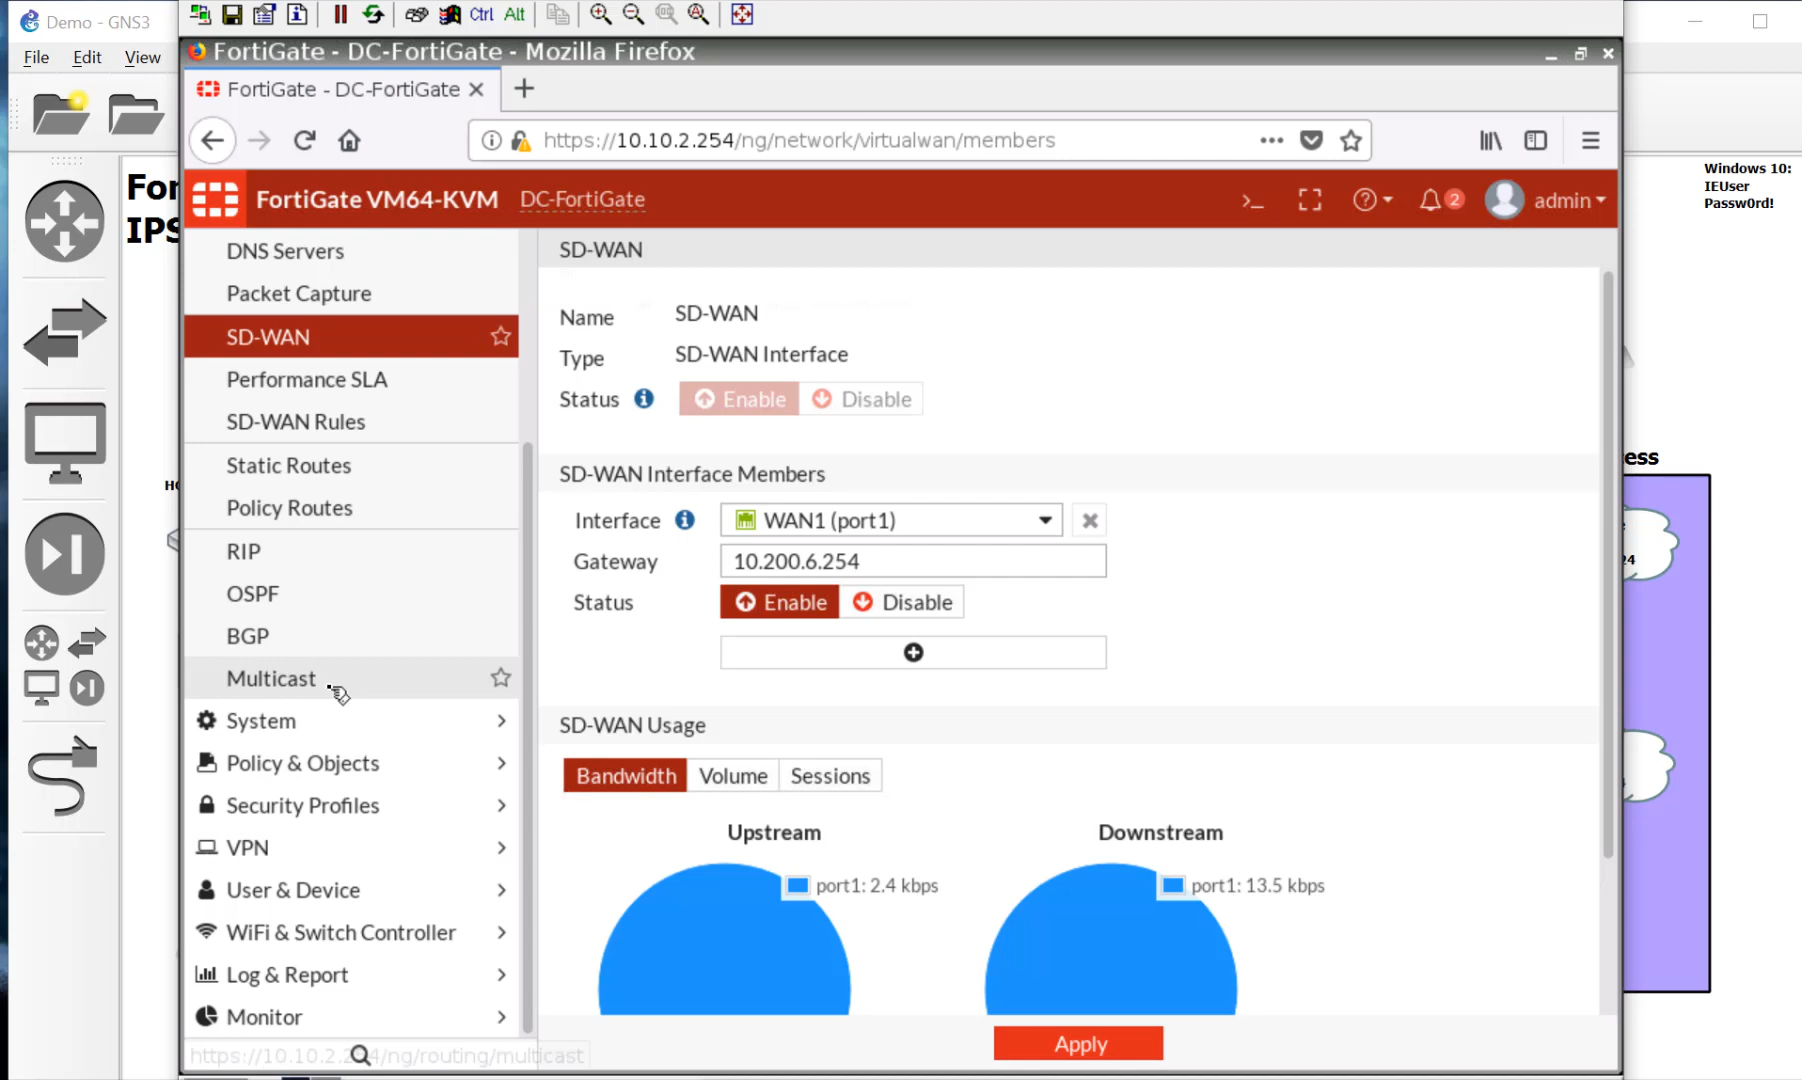 Demo - GNS3
File Edit View
Ctrl Alt
FortiGate - DC-FortiGate - Mozilla Firefox
FortiGate - DC-FortiGate
https://10.10.2.254/ng/network/virtualwan/members
Windows 10:
IEUser
Passw0rd!
For
IPS
FortiGate VM64-KVM DC-FortiGate
>_ 2 admin
DNS Servers
Packet Capture
SD-WAN
Performance SLA
SD-WAN Rules
Static Routes
Policy Routes
RIP
OSPF
BGP
Multicast
System
Policy & Objects
Security Profiles
VPN
User & Device
WiFi & Switch Controller
Log & Report
Monitor
SD-WAN
Name SD-WAN
Type SD-WAN Interface
Status Enable Disable
SD-WAN Interface Members
Interface WAN1 (port1)
Gateway 10.200.6.254
Status Enable Disable
SD-WAN Usage
Bandwidth Volume Sessions
Upstream
port1: 2.4 kbps
Downstream
port1: 13.5 kbps
Apply
ess
24